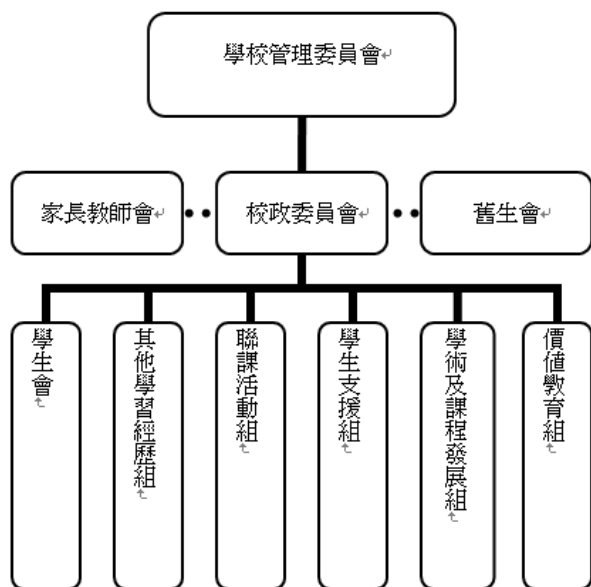 學校管理委員會
家長教師會
校政委員會
舊生會
學生會
其他學習經歷組
聯課活動組
學生支援組
學術及課程發展組
價值教育組